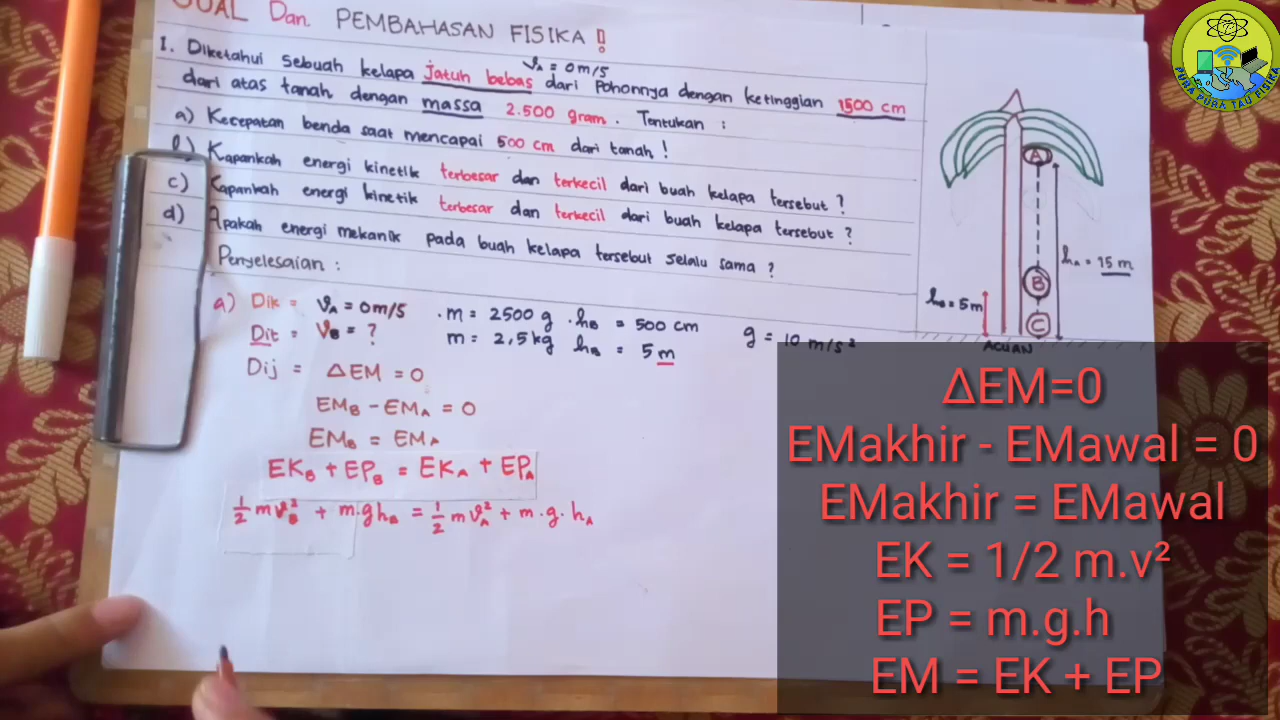 SOAL Dan PEMBAHASAN FISIKA !
1. Diketahui sebuah kelapa jatuh bebas dari pohonnya dengan ketinggian 1500 cm
vA = 0 m/s
dari atas tanah dengan massa 2.500 gram. Tentukan :
a) Kecepatan benda saat mencapai 500 cm dari tanah !
b) Kapankah energi kinetik terbesar dan terkecil dari buah kelapa tersebut ?
c) Kapankah energi kinetik terbesar dan terkecil dari buah kelapa tersebut ?
d) Apakah energi mekanik pada buah kelapa tersebut selalu sama ?
Penyelesaian :
a) Dik = vA = 0 m/s . m = 2500 g . hB = 500 cm g = 10 m/s²
Dit = vB = ? m = 2,5 kg hB = 5 m
Dij = ΔEM = 0
EMB - EMA = 0
EMB = EMA
EKB + EPB = EKA + EPA
1/2 m vB² + m.g hB = 1/2 m vA² + m.g.hA
A
B
C
hA = 15 m
hB = 5 m
ACUAN
ΔEM=0
EMakhir - EMawal = 0
EMakhir = EMawal
EK = 1/2 m.v²
EP = m.g.h
EM = EK + EP
PURA PURA TAU FISIKA